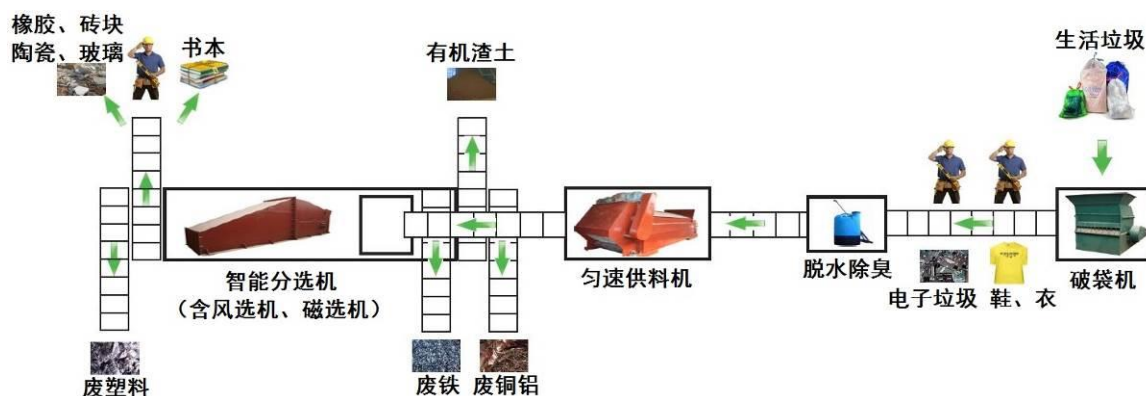 橡胶、砖块
陶瓷、玻璃
书本
有机渣土
生活垃圾
智能分选机
（含风选机、磁选机）
匀速供料机
脱水除臭
电子垃圾
鞋、衣
破袋机
废塑料
废铁
废铜铝